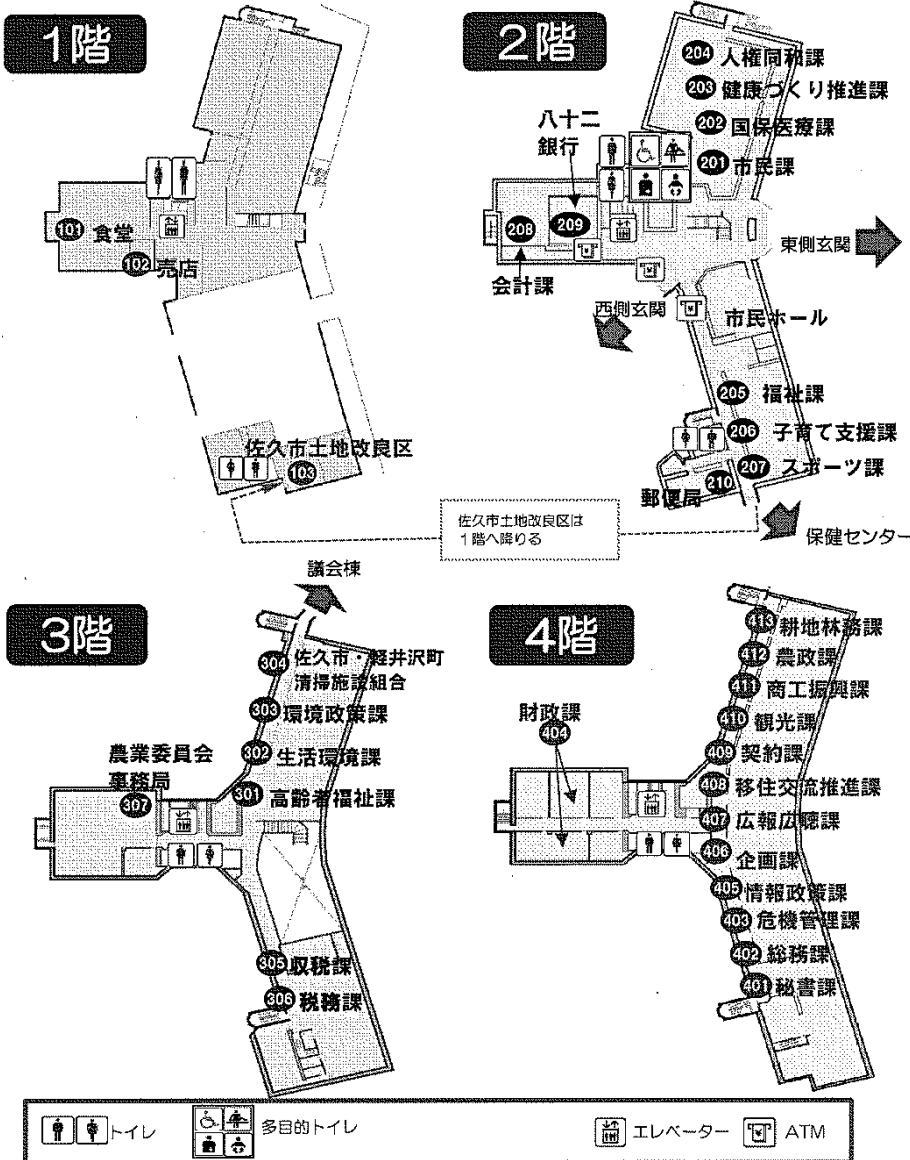 1階
101 食堂
102 売店
佐久市土地改良区
103
2階
204 人権同和課
203 健康づくり推進課
202 国保医療課
201 市民課
八十二
銀行
208
209
会計課
東側玄関
西側玄関
市民ホール
205 福祉課
206 子育て支援課
207 スポーツ課
210
郵便局
佐久市土地改良区は
1階へ降りる
保健センター
3階
議会棟
304 佐久市・軽井沢町
清掃施設組合
303 環境政策課
302 生活環境課
301 高齢者福祉課
農業委員会
事務局
307
305 収税課
306 税務課
4階
413 耕地林務課
412 農政課
411 商工振興課
410 観光課
409 契約課
408 移住交流推進課
407 広報広聴課
406 企画課
405 情報政策課
403 危機管理課
402 総務課
401 秘書課
財政課
404
トイレ
多目的トイレ
エレベーター
ATM